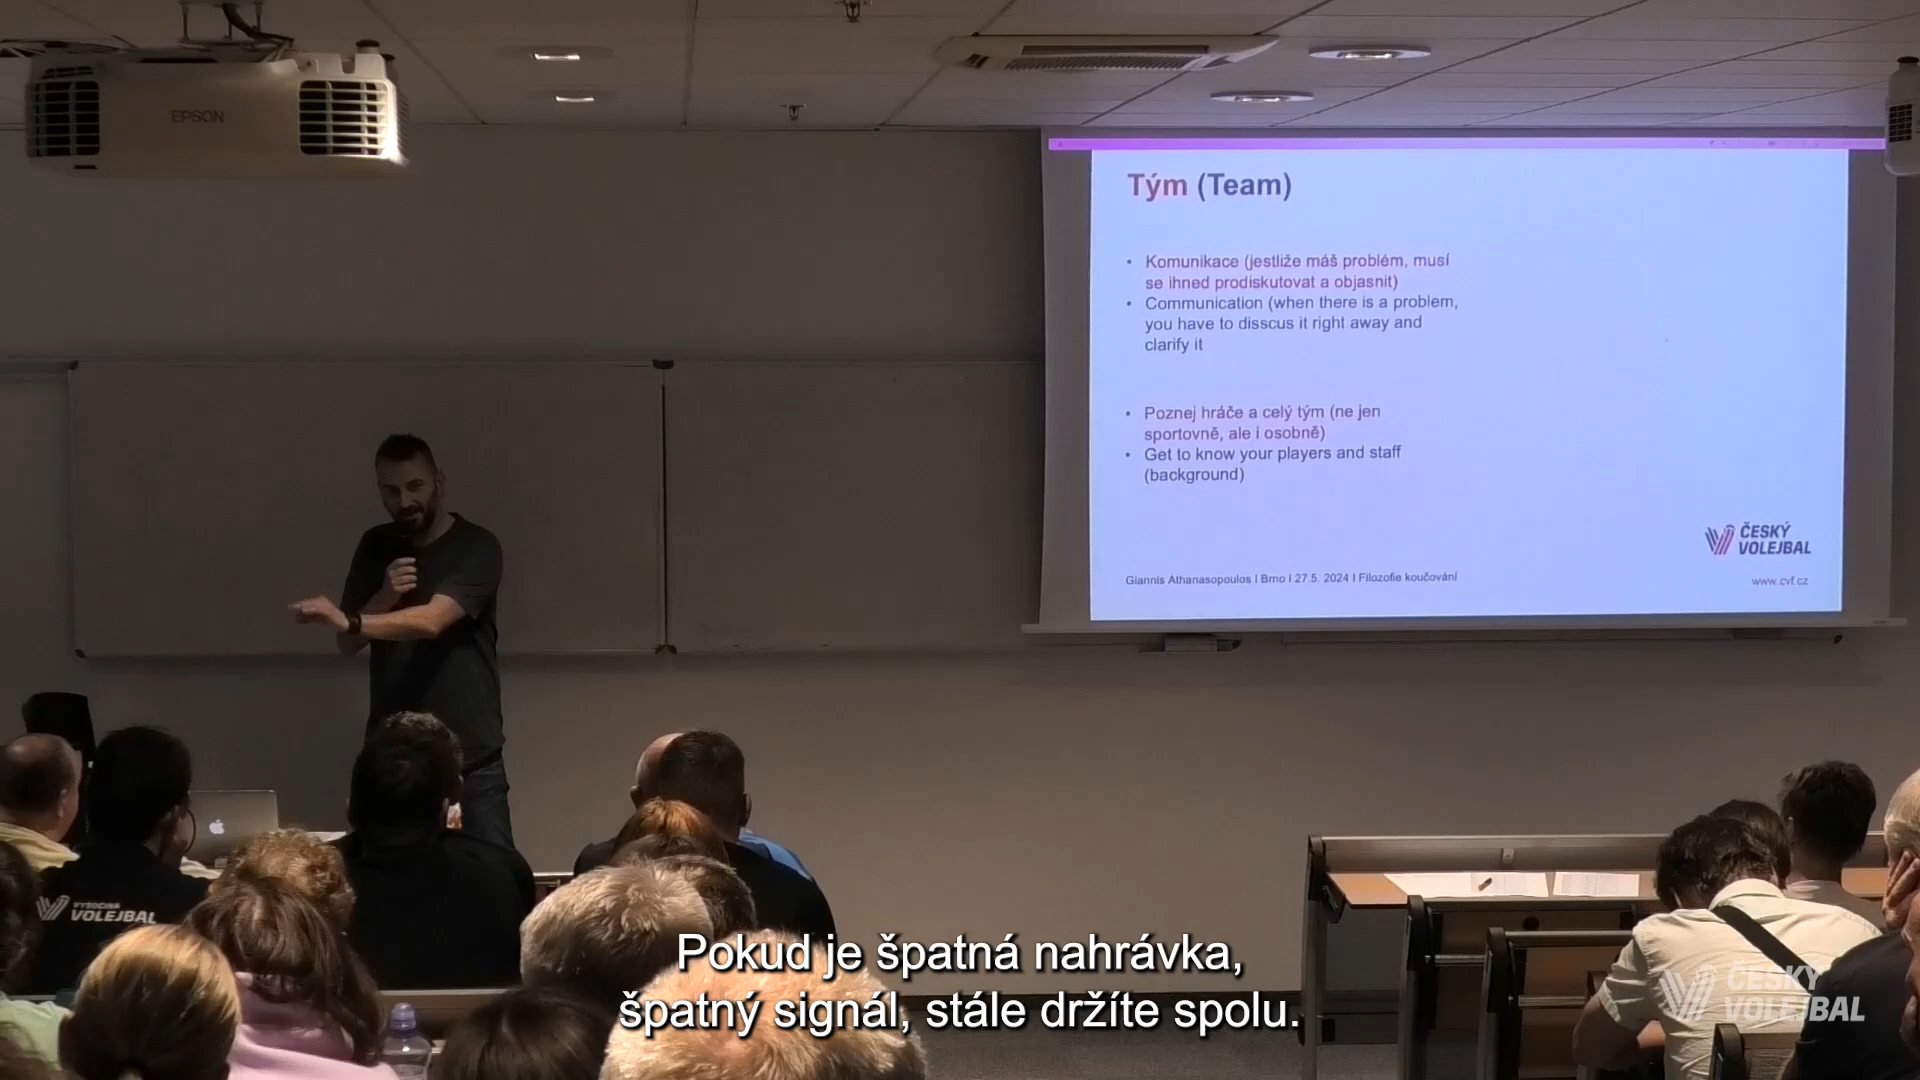 EPSON
Tým (Team)
• Komunikace (jestliže máš problém, musí
se ihned prodiskutovat a objasnit)
• Communication (when there is a problem,
you have to disscus it right away and
clarify it
• Poznej hráče a celý tým (ne jen
sportovně, ale i osobně)
• Get to know your players and staff
(background)
ČESKÝ
VOLEJBAL
Giannis Athanasopoulos I Brno I 27.5. 2024 I Filozofie koučování
www.cvf.cz
VYSOČINA
VOLEJBAL
Pokud je špatná nahrávka,
špatný signál, stále držíte spolu.
ČESKÝ
VOLEJBAL